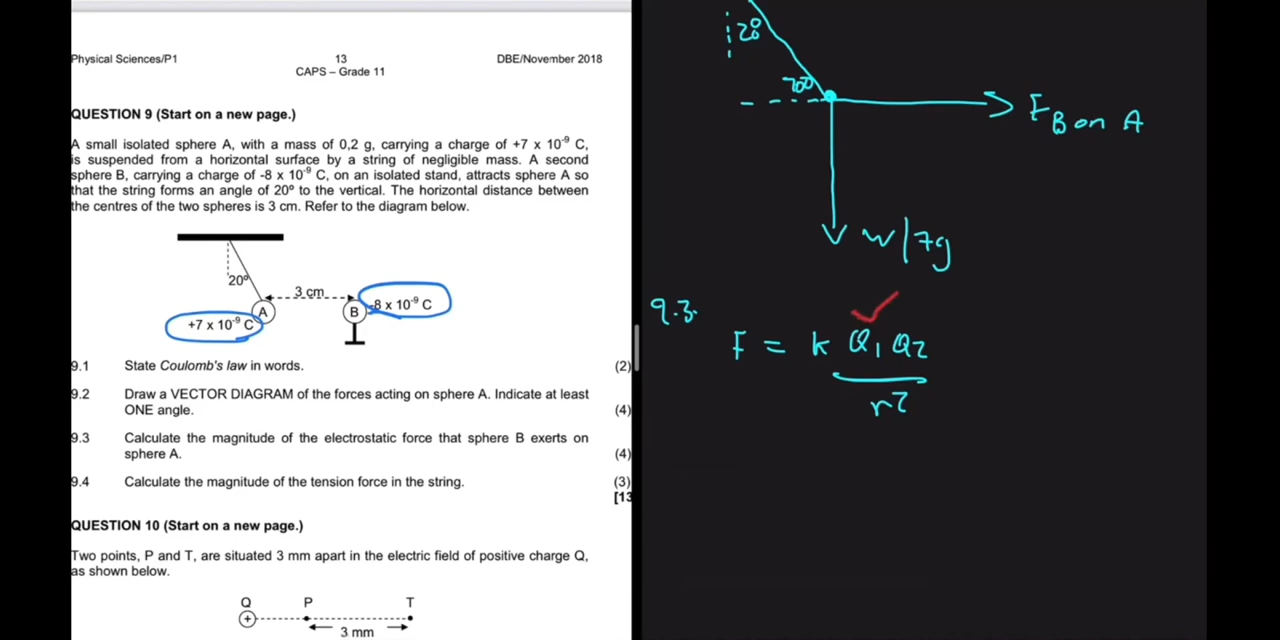 Physical Sciences/P1 13 DBE/November 2018
CAPS – Grade 11
QUESTION 9 (Start on a new page.)
A small isolated sphere A, with a mass of 0,2 g, carrying a charge of +7 x 10⁻⁹ C,
is suspended from a horizontal surface by a string of negligible mass. A second
sphere B, carrying a charge of -8 x 10⁻⁹ C, on an isolated stand, attracts sphere A so
that the string forms an angle of 20º to the vertical. The horizontal distance between
the centres of the two spheres is 3 cm. Refer to the diagram below.
20º
3 cm
A
B
-8 x 10⁻⁹ C
+7 x 10⁻⁹ C
9.1 State Coulomb's law in words. (2)
9.2 Draw a VECTOR DIAGRAM of the forces acting on sphere A. Indicate at least
ONE angle. (4)
9.3 Calculate the magnitude of the electrostatic force that sphere B exerts on
sphere A. (4)
9.4 Calculate the magnitude of the tension force in the string. (3)
[13
QUESTION 10 (Start on a new page.)
Two points, P and T, are situated 3 mm apart in the electric field of positive charge Q,
as shown below.
Q P T
+
3 mm
20º
70º
F B on A
w/Fg
9.3.
F = k Q₁ Q₂
r²